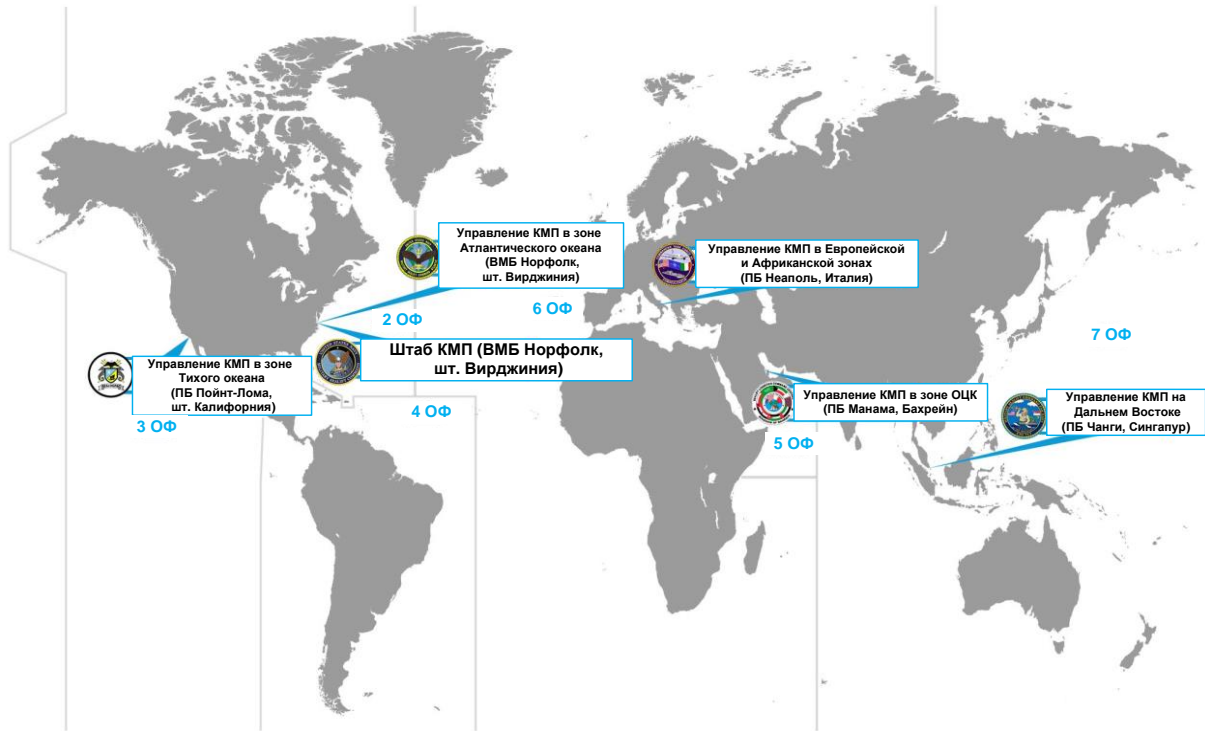 Управление КМП в зоне
Атлантического океана
(ВМБ Норфолк,
шт. Вирджиния)
Управление КМП в Европейской
и Африканской зонах
(ПБ Неаполь, Италия)
6 ОФ
2 ОФ
7 ОФ
Штаб КМП (ВМБ Норфолк,
шт. Вирджиния)
Управление КМП в зоне
Тихого океана
(ПБ Пойнт-Лома,
шт. Калифорния)
3 ОФ
4 ОФ
Управление КМП в зоне ОЦК
(ПБ Манама, Бахрейн)
5 ОФ
Управление КМП на
Дальнем Востоке
(ПБ Чанги, Сингапур)